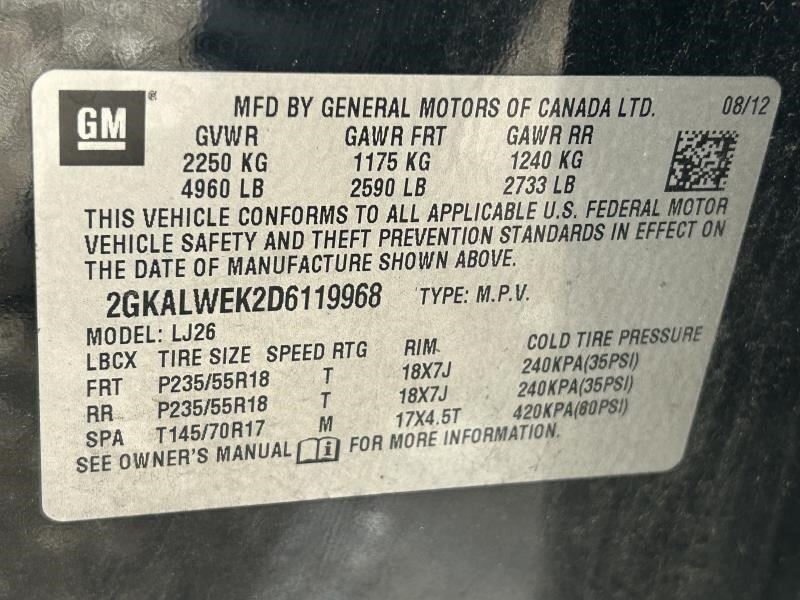 GM® MFD BY GENERAL MOTORS OF CANADA LTD. 08/12
GVWR GAWR FRT GAWR RR
2250 KG 1175 KG 1240 KG
4960 LB 2590 LB 2733 LB
THIS VEHICLE CONFORMS TO ALL APPLICABLE U.S. FEDERAL MOTOR
VEHICLE SAFETY AND THEFT PREVENTION STANDARDS IN EFFECT ON
THE DATE OF MANUFACTURE SHOWN ABOVE.
2GKALWEK2D6119968 TYPE: M.P.V.
MODEL: LJ26
LBCX TIRE SIZE SPEED RTG RIM COLD TIRE PRESSURE
FRT P235/55R18 T 18X7J 240KPA(35PSI)
RR P235/55R18 T 18X7J 240KPA(35PSI)
SPA T145/70R17 M 17X4.5T 420KPA(60PSI)
SEE OWNER'S MANUAL FOR MORE INFORMATION.